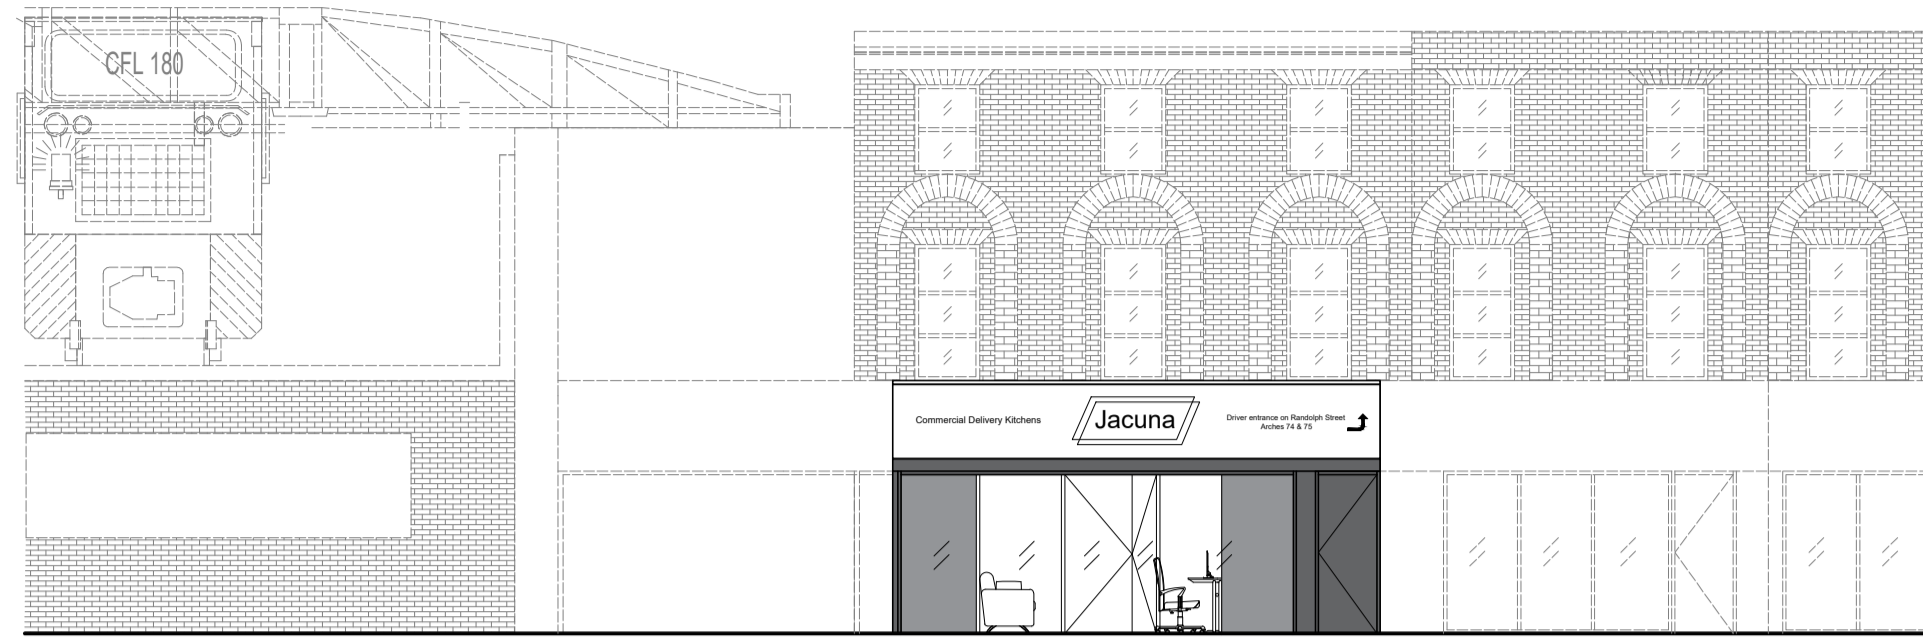 CFL 180
Commercial Delivery Kitchens
Jacuna
Driver entrance on Randolph Street
Arches 74 & 75